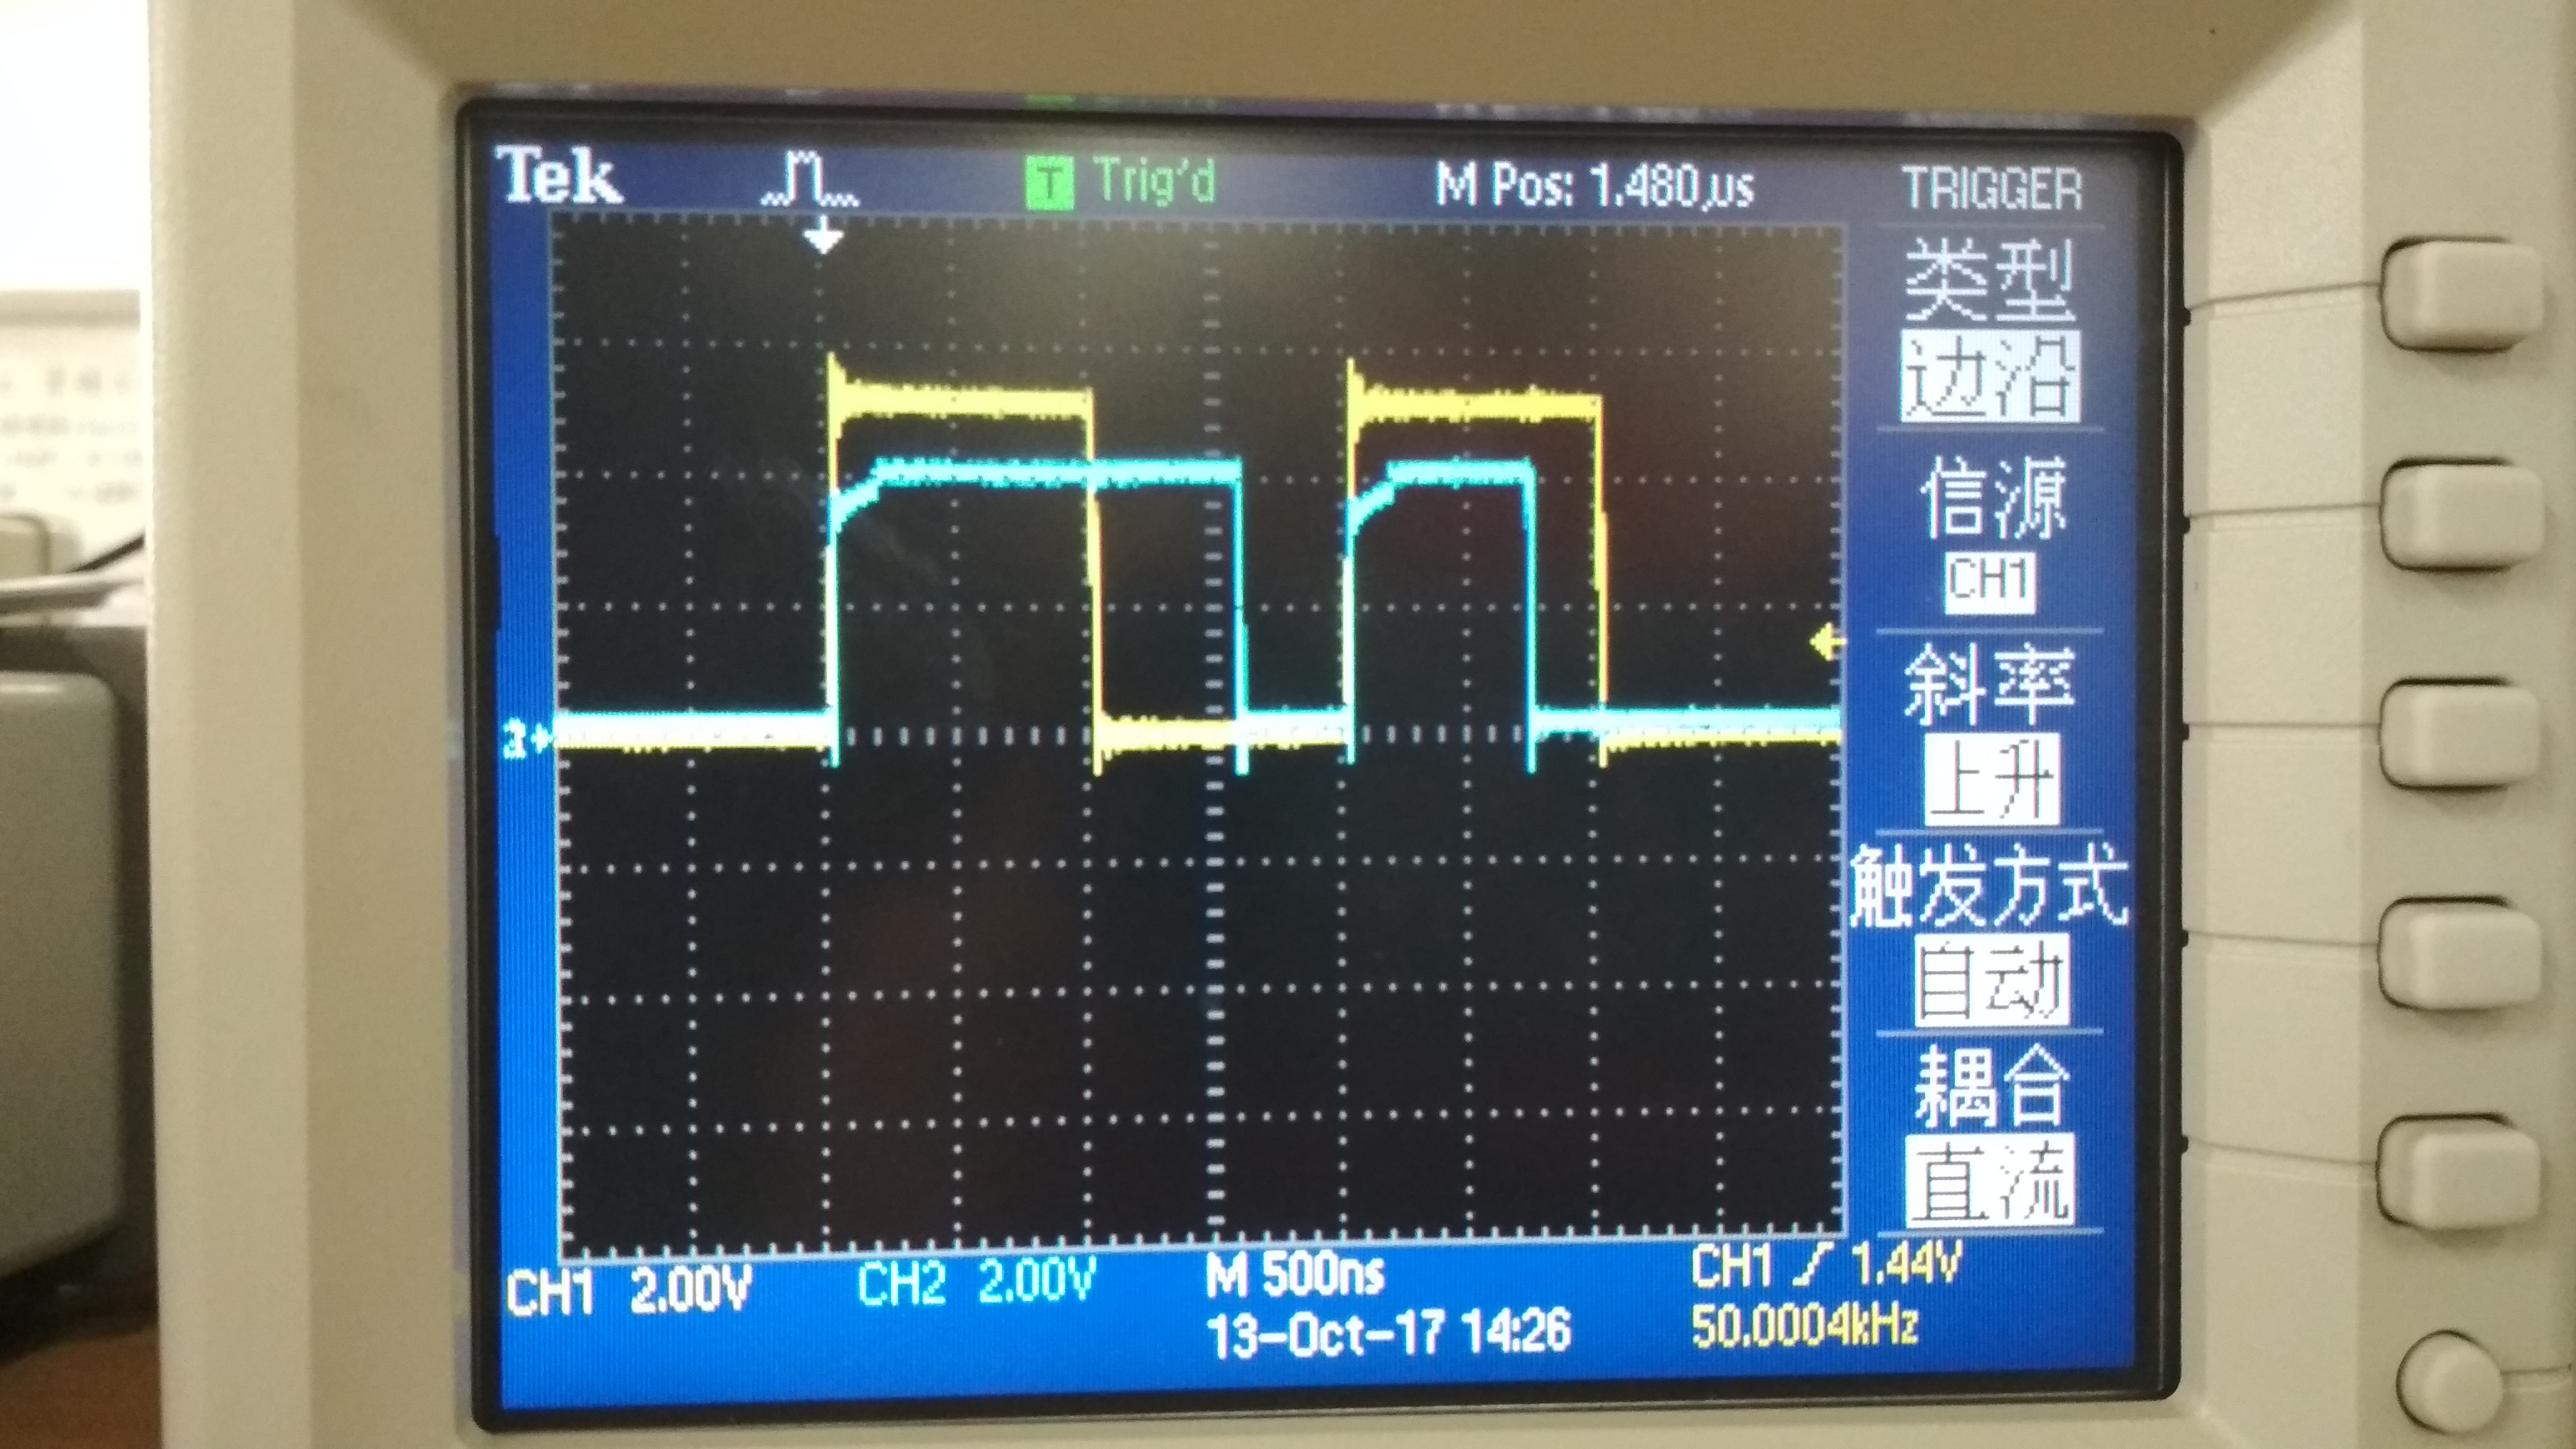 Tek T Trig'd M Pos: 1.480µs TRIGGER
类型
边沿
信源
CH1
斜率
上升
触发方式
自动
耦合
直流
CH1 2.00V CH2 2.00V M 500ns CH1 1.44V
13-Oct-17 14:26 50.0004kHz